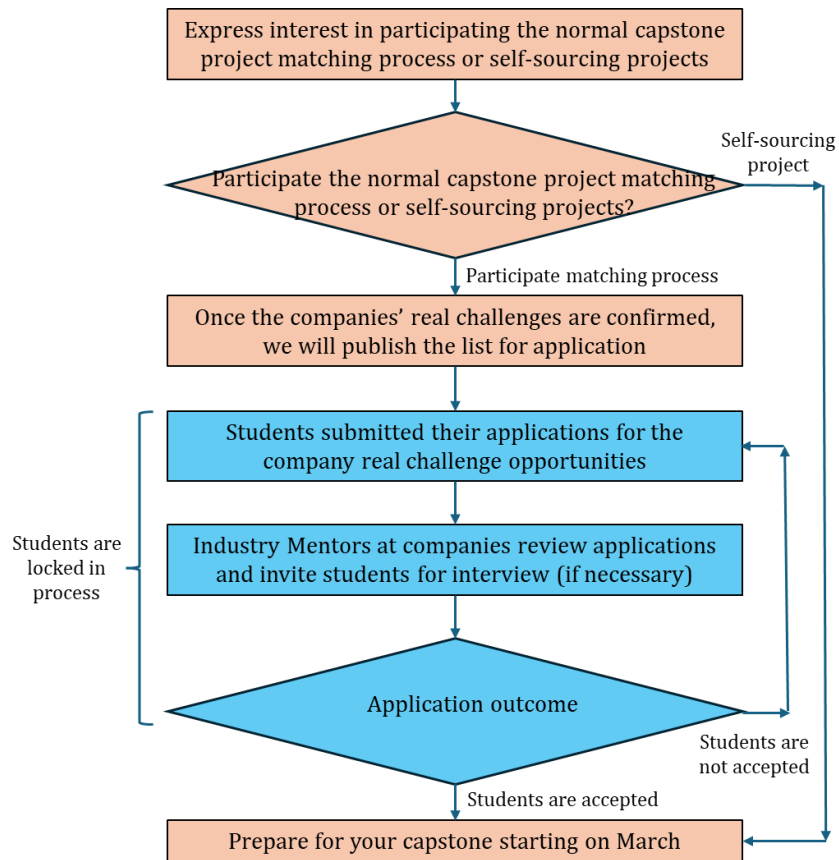 Express interest in participating the normal capstone
project matching process or self-sourcing projects
Self-sourcing
project
Participate the normal capstone project matching
process or self-sourcing projects?
Participate matching process
Once the companies’ real challenges are confirmed,
we will publish the list for application
Students submitted their applications for the
company real challenge opportunities
Students are
locked in
process
Industry Mentors at companies review applications
and invite students for interview (if necessary)
Application outcome
Students are
not accepted
Students are accepted
Prepare for your capstone starting on March